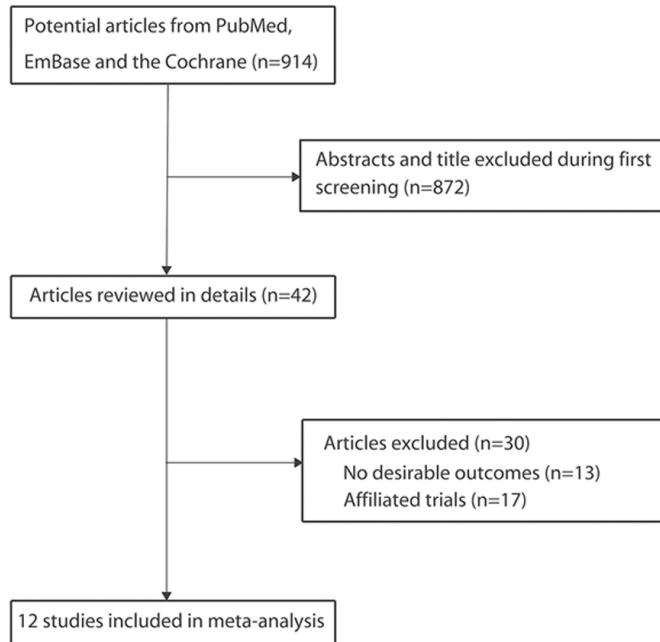 Potential articles from PubMed,
EmBase and the Cochrane (n=914)
Abstracts and title excluded during first
screening (n=872)
Articles reviewed in details (n=42)
Articles excluded (n=30)
No desirable outcomes (n=13)
Affiliated trials (n=17)
12 studies included in meta-analysis